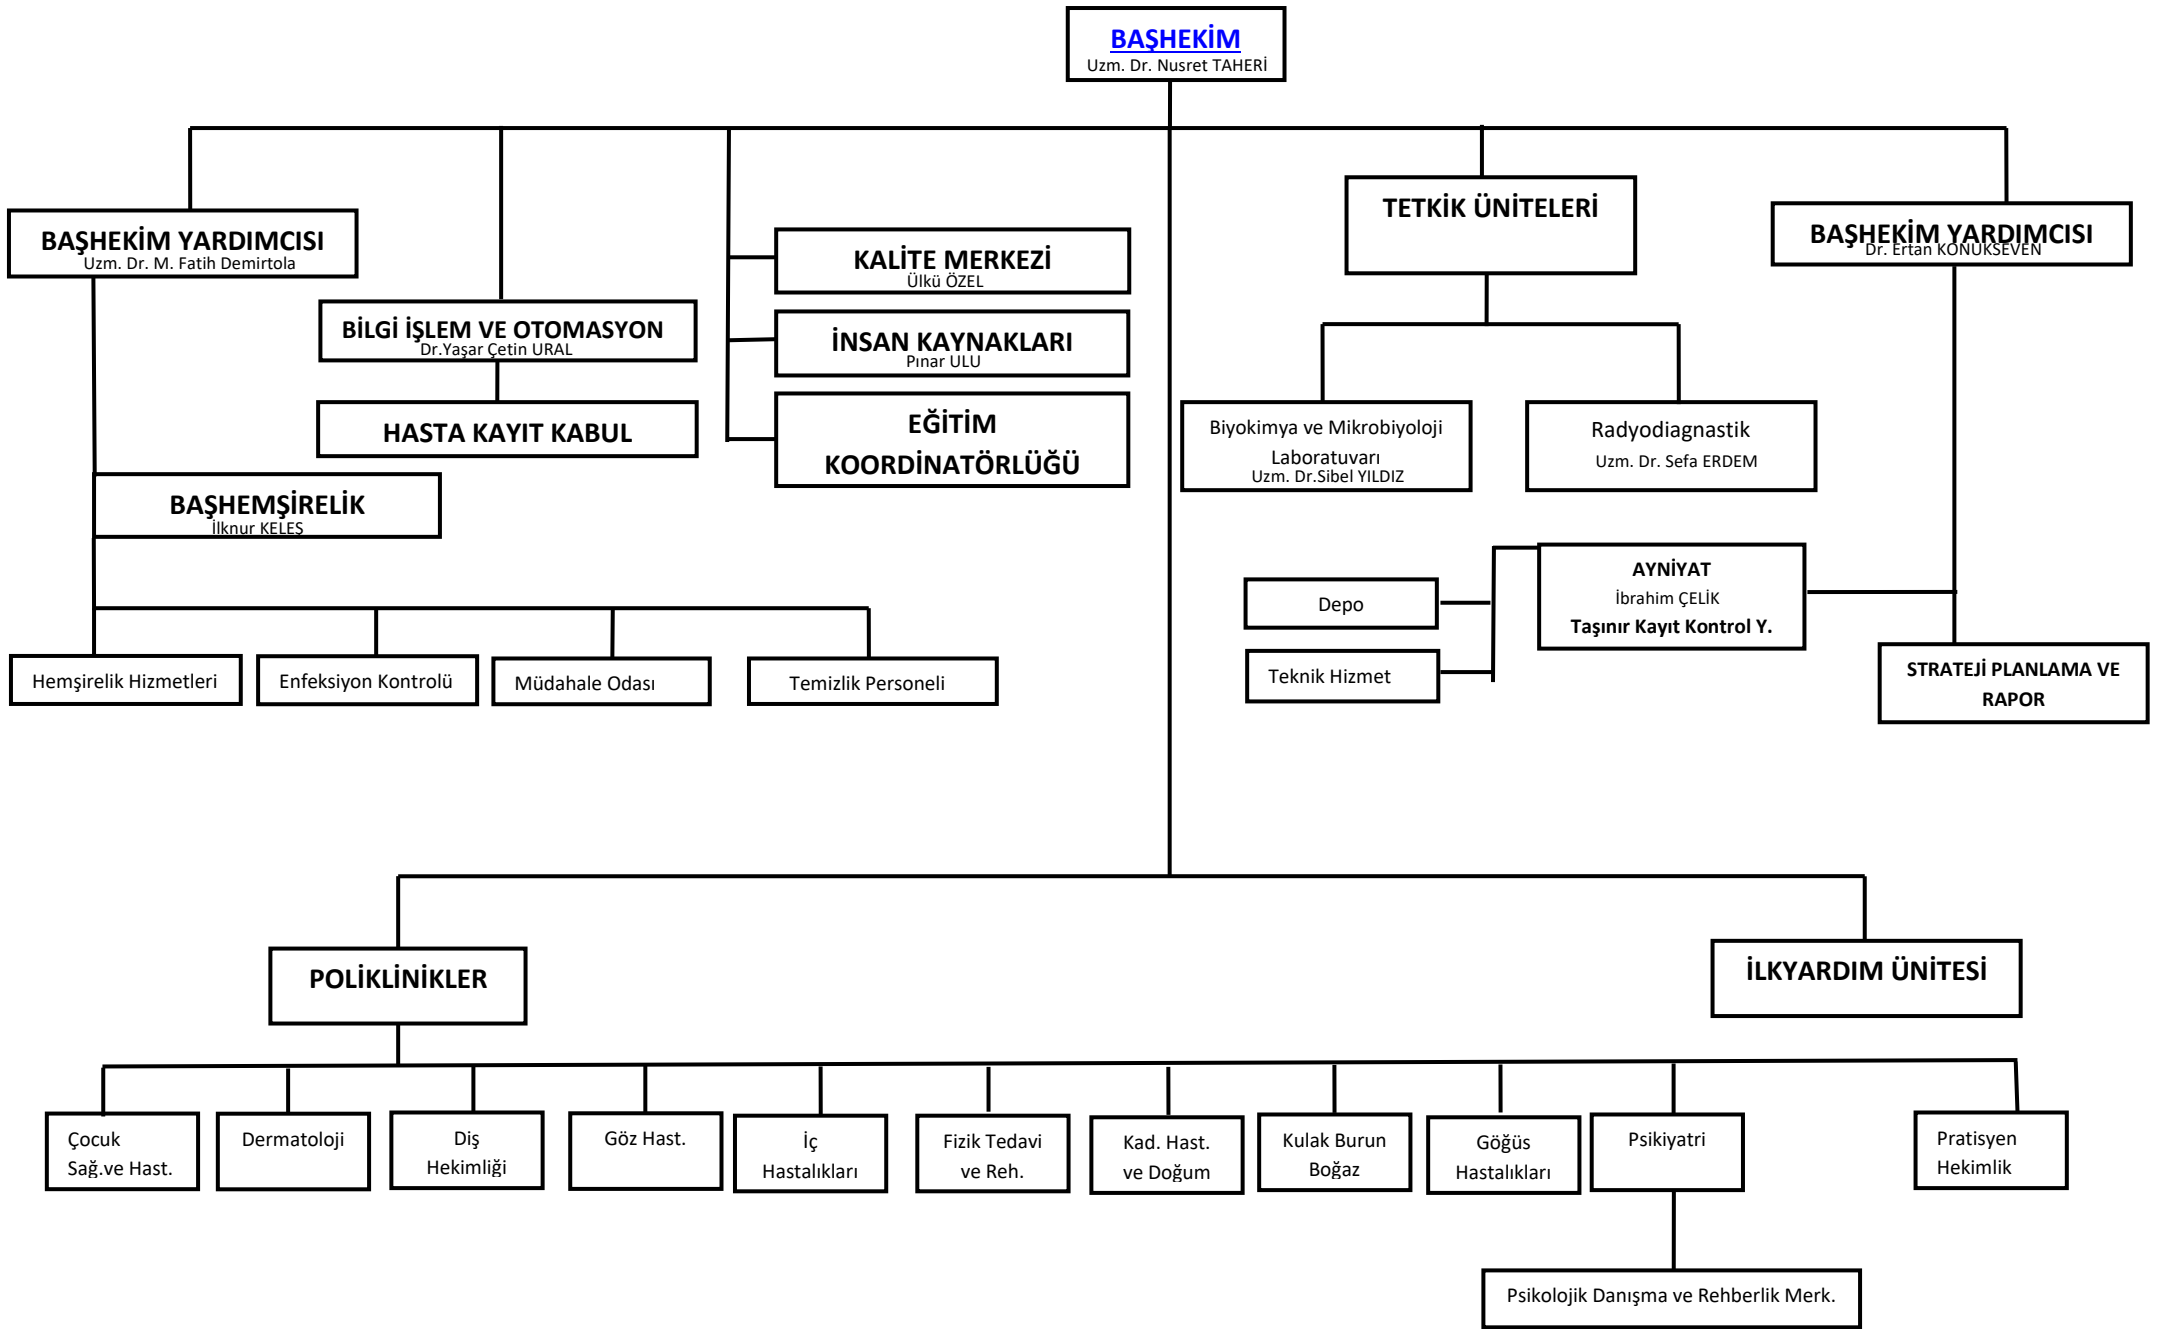 BAŞHEKİM
Uzm. Dr. Nusret TAHERİ
BAŞHEKİM YARDIMCISI
Uzm. Dr. M. Fatih Demirtola
BİLGİ İŞLEM VE OTOMASYON
Dr.Yaşar Çetin URAL
HASTA KAYIT KABUL
KALİTE MERKEZİ
Ülkü ÖZEL
İNSAN KAYNAKLARI
Pınar ULU
EĞİTİM
KOORDİNATÖRLÜĞÜ
TETKİK ÜNİTELERİ
BAŞHEKİM YARDIMCISI
Dr. Ertan KONUKSEVEN
Biyokimya ve Mikrobiyoloji
Laboratuvarı
Uzm. Dr.Sibel YILDIZ
Radyodiagnastik
Uzm. Dr. Sefa ERDEM
BAŞHEMŞİRELİK
İlknur KELEŞ
Hemşirelik Hizmetleri
Enfeksiyon Kontrolü
Müdahale Odası
Temizlik Personeli
Depo
Teknik Hizmet
AYNİYAT
İbrahim ÇELİK
Taşınır Kayıt Kontrol Y.
STRATEJİ PLANLAMA VE
RAPOR
POLİKLİNİKLER
İLKYARDIM ÜNİTESİ
Çocuk
Sağ.ve Hast.
Dermatoloji
Diş
Hekimliği
Göz Hast.
İç
Hastalıkları
Fizik Tedavi
ve Reh.
Kad. Hast.
ve Doğum
Kulak Burun
Boğaz
Göğüs
Hastalıkları
Psikiyatri
Pratisyen
Hekimlik
Psikolojik Danışma ve Rehberlik Merk.